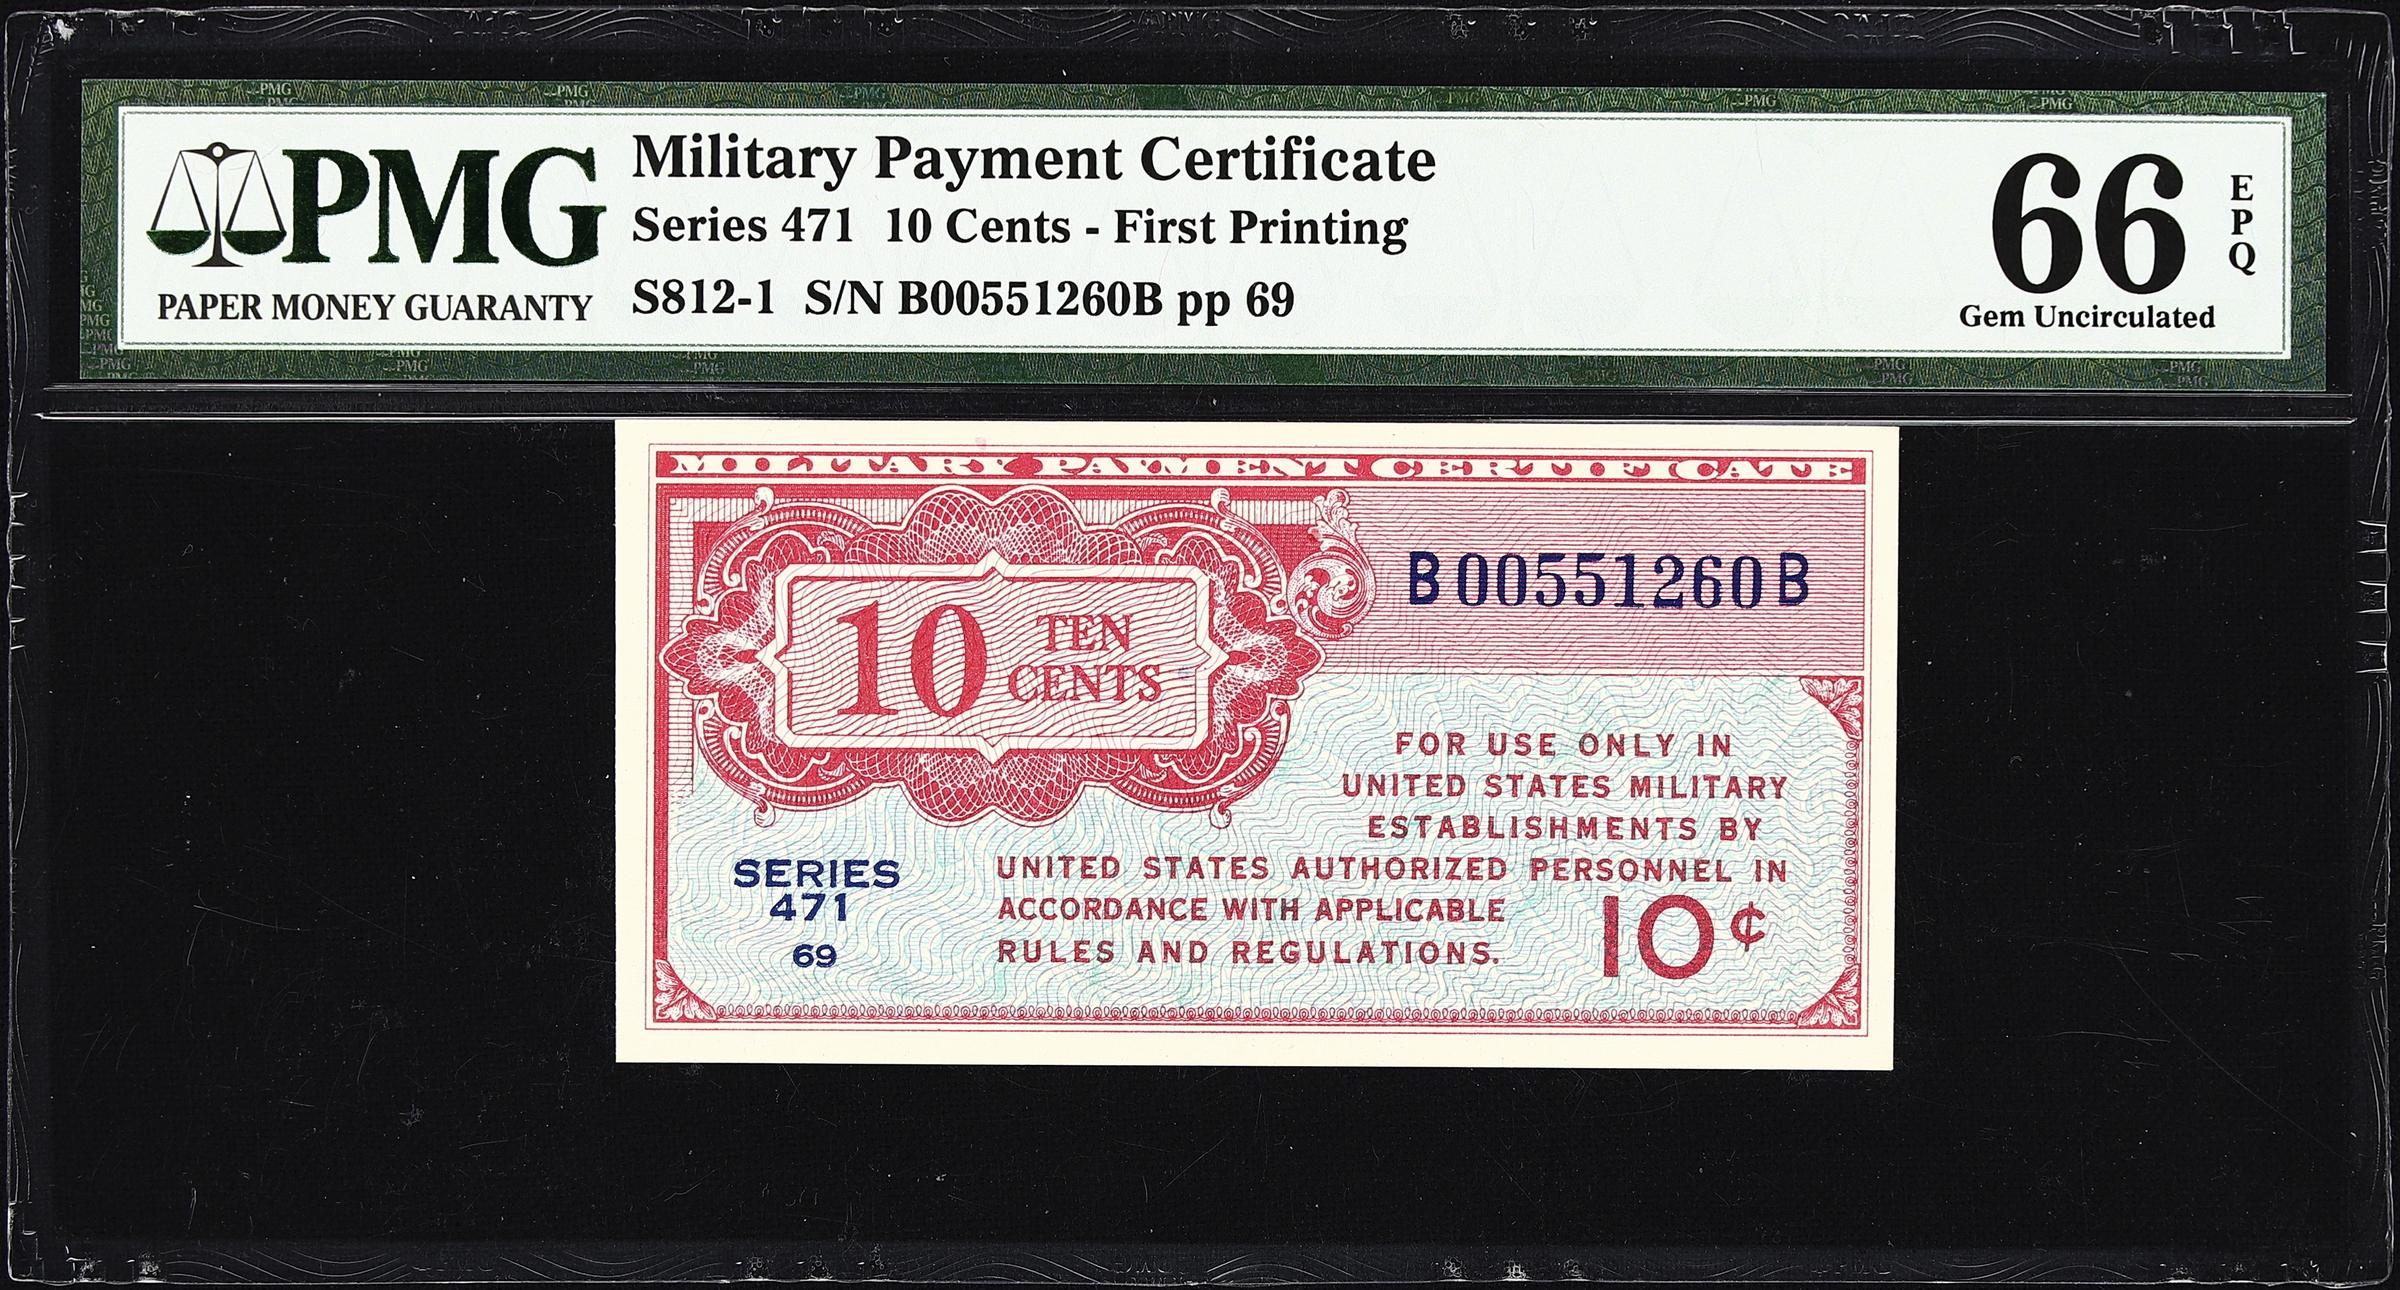 PMG
PAPER MONEY GUARANTY
Military Payment Certificate
Series 471 10 Cents - First Printing
S812-1 S/N B00551260B pp 69
66
EPQ
Gem Uncirculated
MILITARY PAYMENT CERTIFICATE
B00551260B
10 TEN
CENTS
FOR USE ONLY IN
UNITED STATES MILITARY
ESTABLISHMENTS BY
UNITED STATES AUTHORIZED PERSONNEL IN
ACCORDANCE WITH APPLICABLE
RULES AND REGULATIONS.
10¢
SERIES
471
69